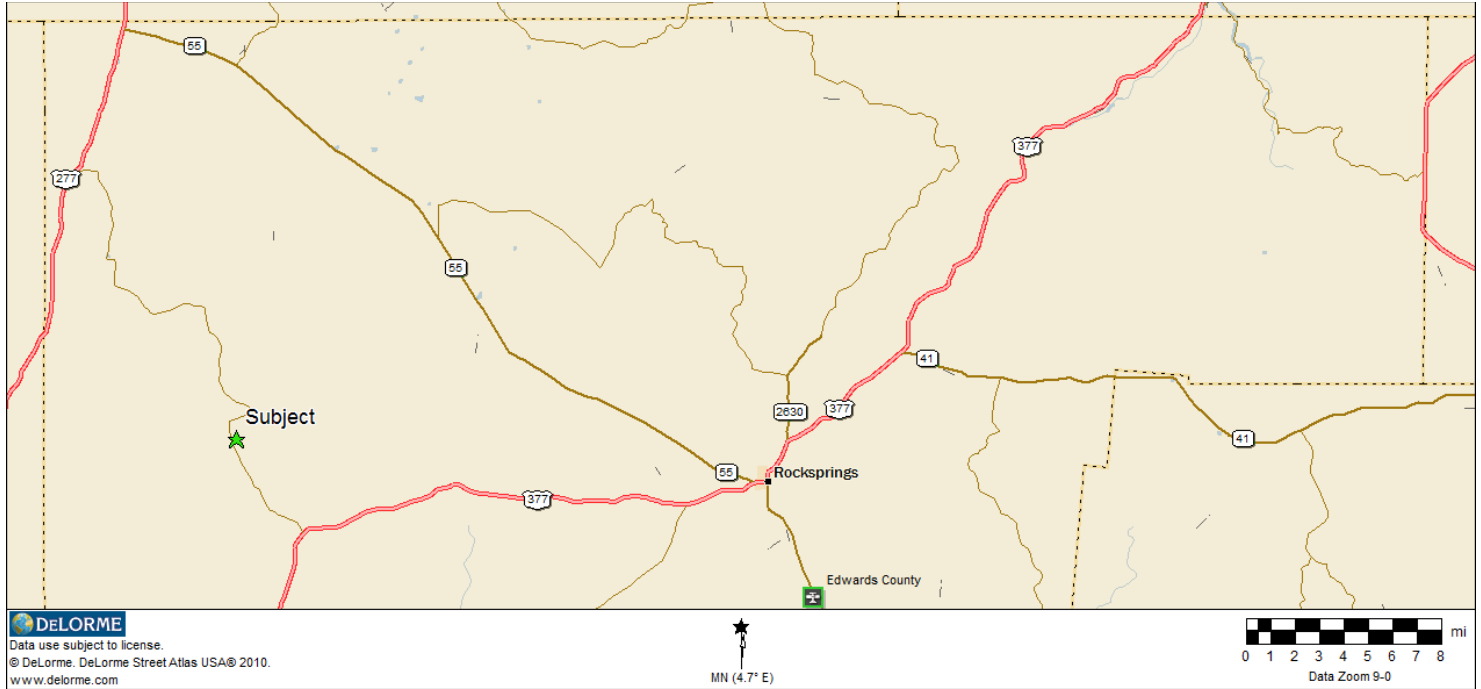 55
377
277
55
41
2630
377
Subject
41
55
Rocksprings
377
Edwards County
DELORME
Data use subject to license.
© DeLorme. DeLorme Street Atlas USA® 2010.
www.delorme.com
MN (4.7° E)
mi
0 1 2 3 4 5 6 7 8
Data Zoom 9-0